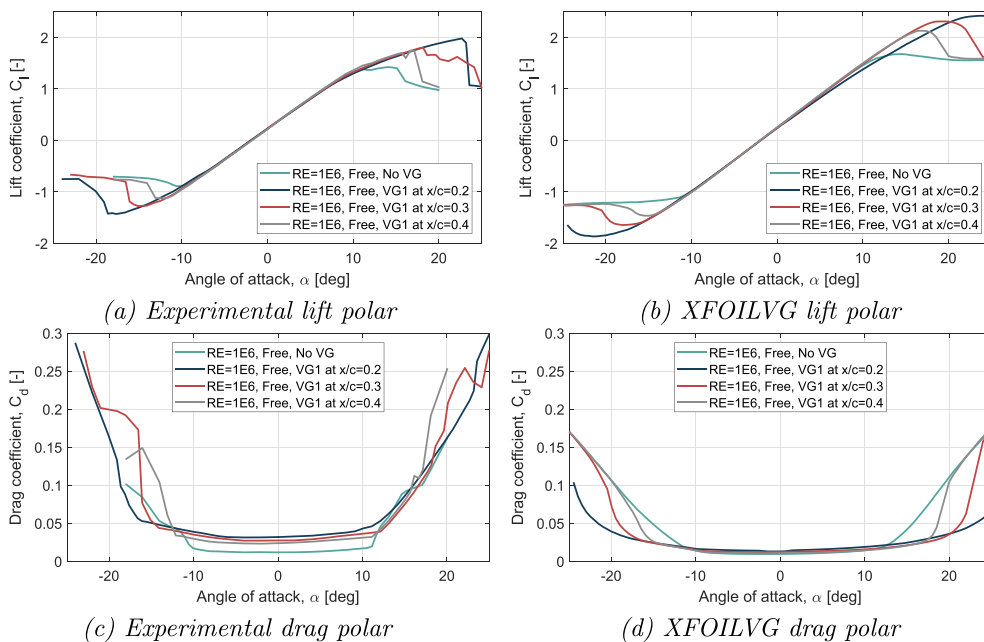 2
1
0
-1
-2
Lift coefficient, C_l [-]
-20
-10
0
10
20
Angle of attack, α [deg]
RE=1E6, Free, No VG
RE=1E6, Free, VG1 at x/c=0.2
RE=1E6, Free, VG1 at x/c=0.3
RE=1E6, Free, VG1 at x/c=0.4
(a) Experimental lift polar
2
1
0
-1
-2
Lift coefficient, C_l [-]
-20
-10
0
10
20
Angle of attack, α [deg]
RE=1E6, Free, No VG
RE=1E6, Free, VG1 at x/c=0.2
RE=1E6, Free, VG1 at x/c=0.3
RE=1E6, Free, VG1 at x/c=0.4
(b) XFOILVG lift polar
0.3
0.25
0.2
0.15
0.1
0.05
0
Drag coefficient, C_d [-]
-20
-10
0
10
20
Angle of attack, α [deg]
RE=1E6, Free, No VG
RE=1E6, Free, VG1 at x/c=0.2
RE=1E6, Free, VG1 at x/c=0.3
RE=1E6, Free, VG1 at x/c=0.4
(c) Experimental drag polar
0.3
0.25
0.2
0.15
0.1
0.05
0
Drag coefficient, C_d [-]
-20
-10
0
10
20
Angle of attack, α [deg]
RE=1E6, Free, No VG
RE=1E6, Free, VG1 at x/c=0.2
RE=1E6, Free, VG1 at x/c=0.3
RE=1E6, Free, VG1 at x/c=0.4
(d) XFOILVG drag polar